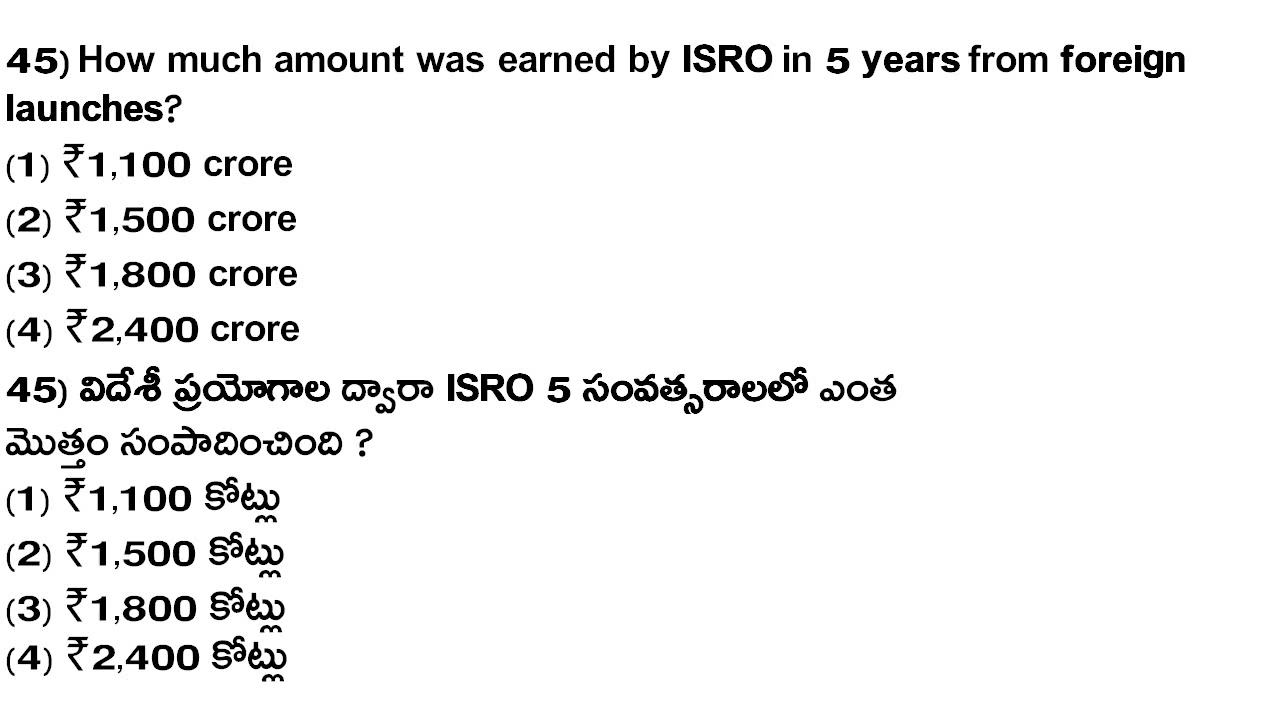 45) How much amount was earned by ISRO in 5 years from foreign
launches?
(1) ₹1,100 crore
(2) ₹1,500 crore
(3) ₹1,800 crore
(4) ₹2,400 crore
45) విదేశీ ప్రయోగాల ద్వారా ISRO 5 సంవత్సరాలలో ఎంత
మొత్తం సంపాదించింది ?
(1) ₹1,100 కోట్లు
(2) ₹1,500 కోట్లు
(3) ₹1,800 కోట్లు
(4) ₹2,400 కోట్లు